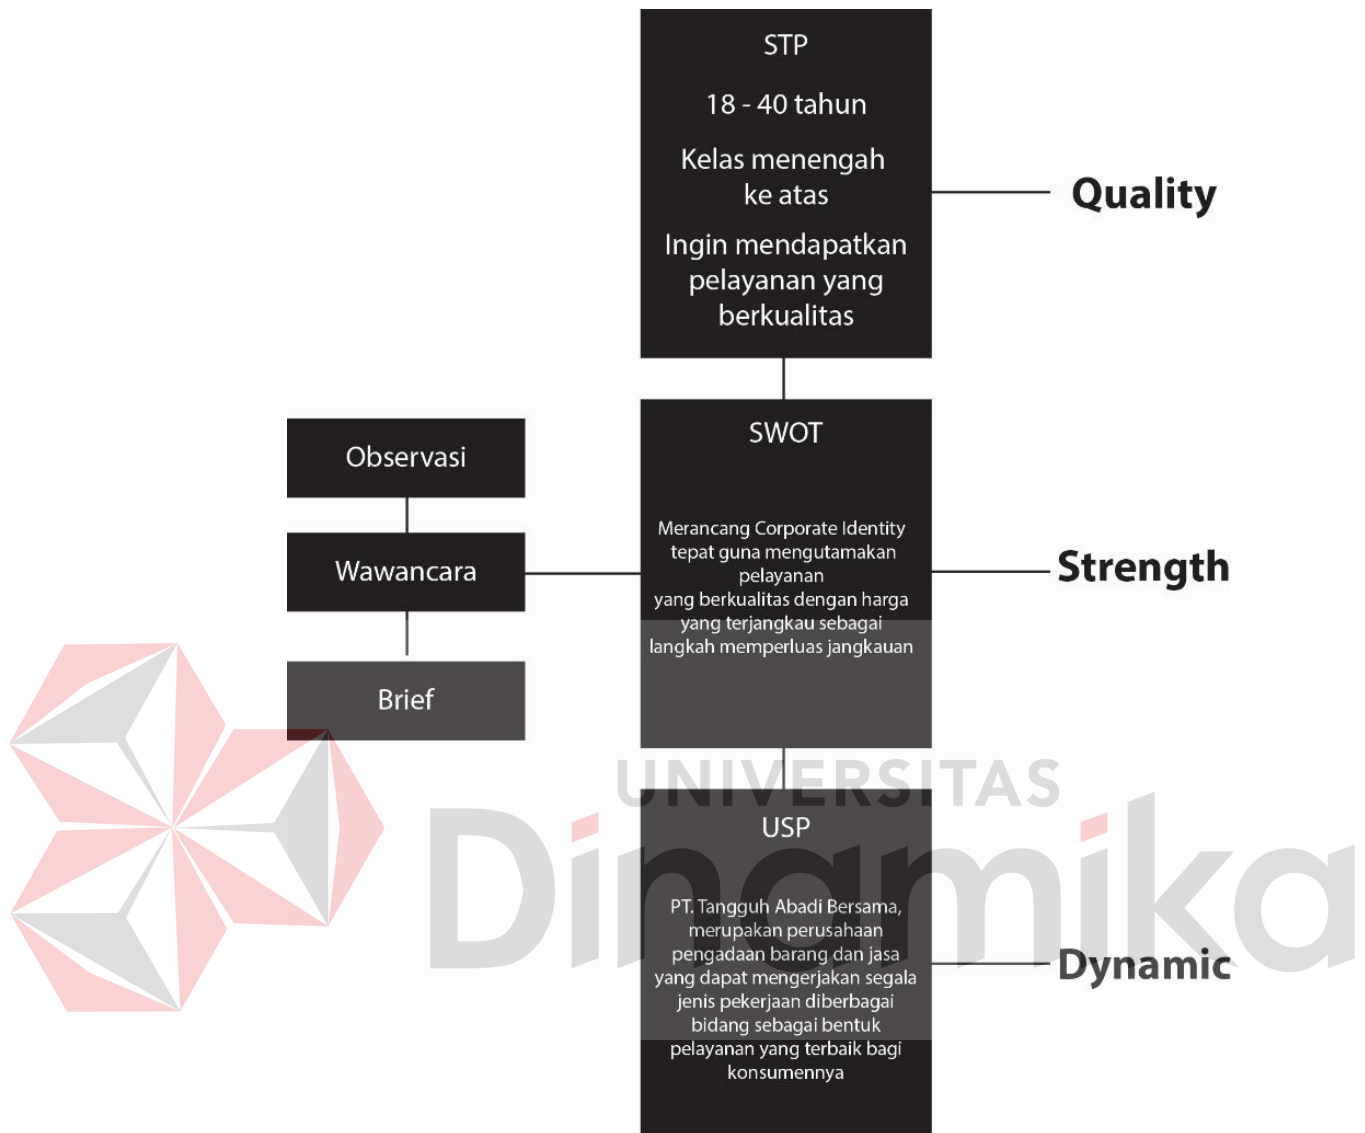 STP
18 - 40 tahun
Kelas menengah
ke atas
Ingin mendapatkan
pelayanan yang
berkualitas
Quality
Observasi
Wawancara
Brief
SWOT
Merancang Corporate Identity
tepat guna mengutamakan
pelayanan
yang berkualitas dengan harga
yang terjangkau sebagai
langkah memperluas jangkauan
Strength
UNIVERSITAS
Dinamika
USP
PT. Tangguh Abadi Bersama,
merupakan perusahaan
pengadaan barang dan jasa
yang dapat mengerjakan segala
jenis pekerjaan diberbagai
bidang sebagai bentuk
pelayanan yang terbaik bagi
konsumennya
Dynamic